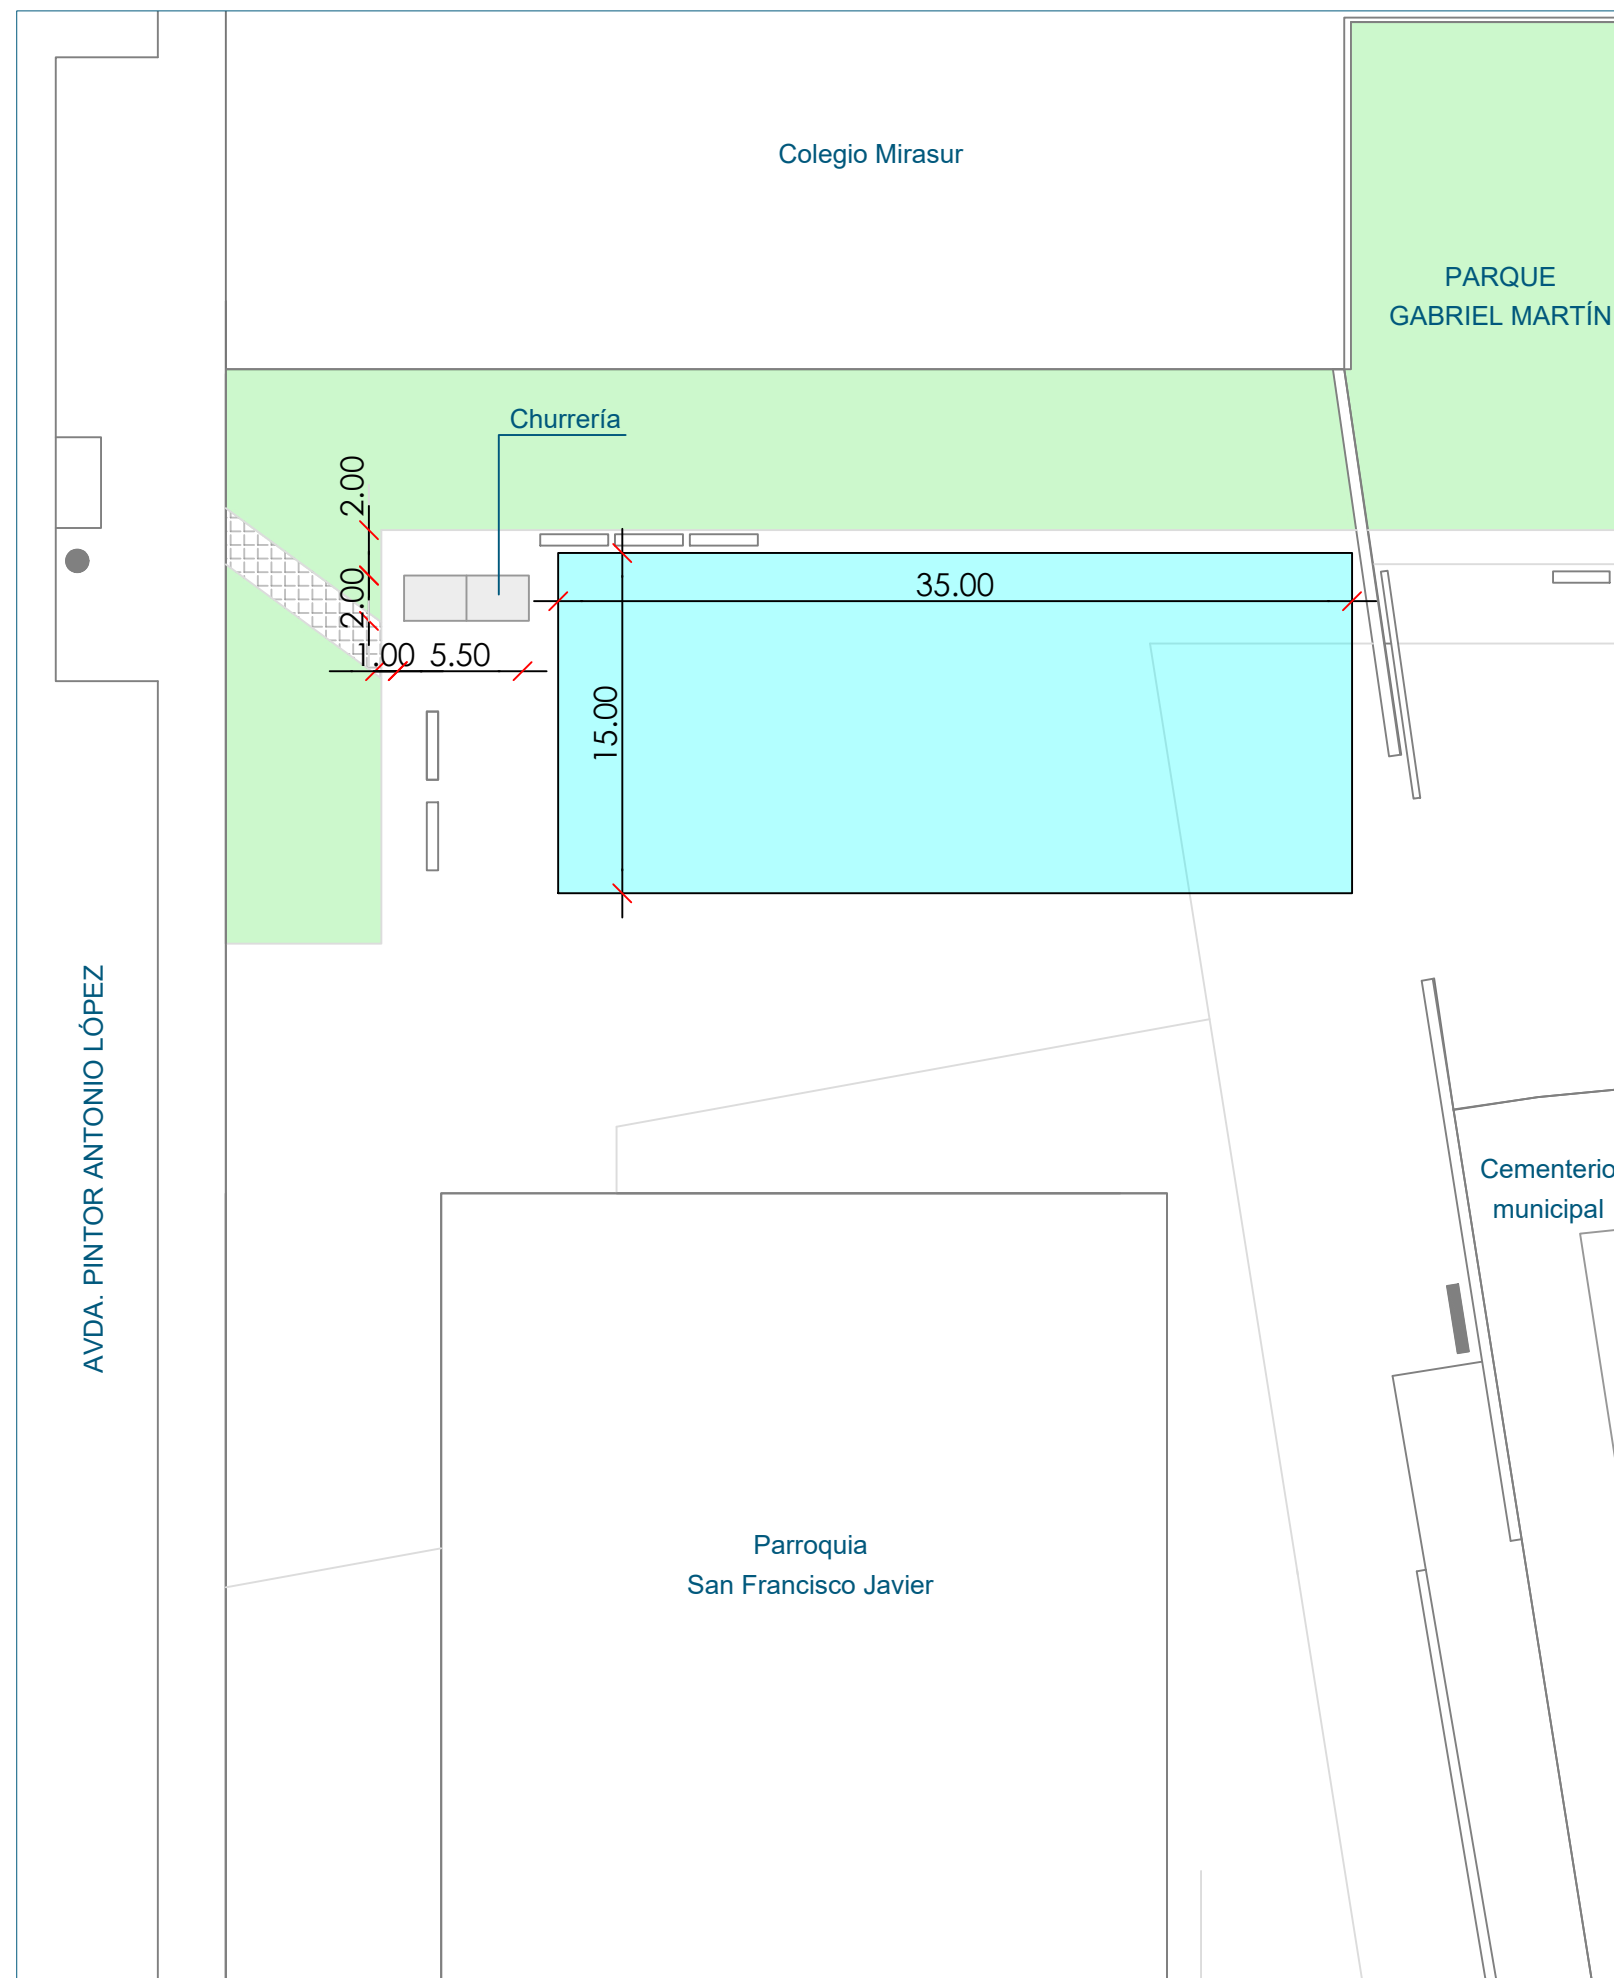 Colegio Mirasur
PARQUE
GABRIEL MARTÍN
Churrería
2.00
2.00
1.00
5.50
35.00
15.00
AVDA. PINTOR ANTONIO LÓPEZ
Cementerio
municipal
Parroquia
San Francisco Javier